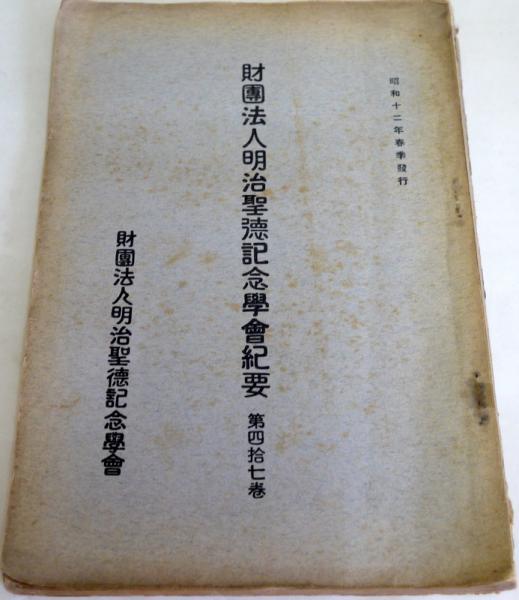 昭和十二年春季發行
財團法人明治聖德記念學會紀要 第四拾七卷
財團法人明治聖德記念學會